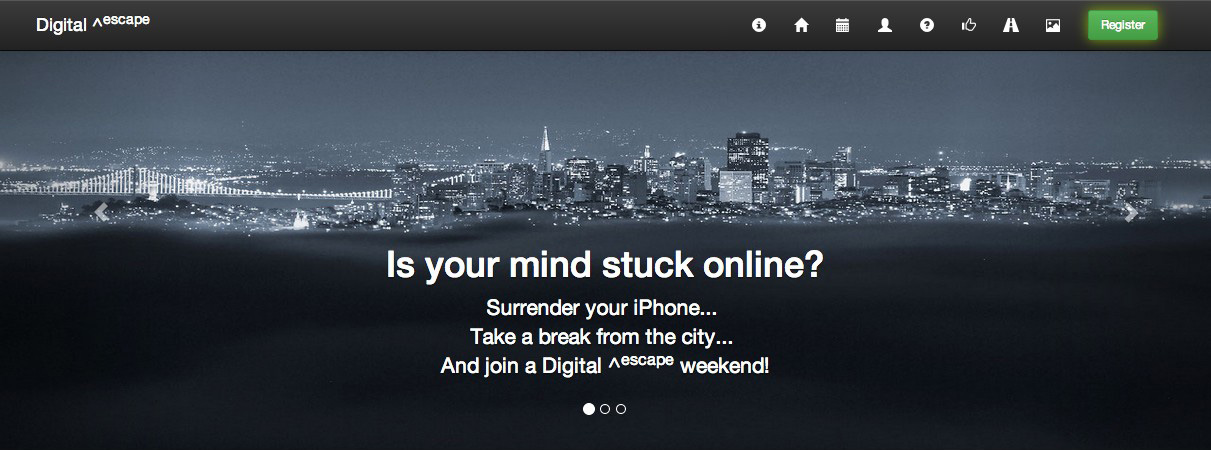 Digital ^escape
Register
Is your mind stuck online?
Surrender your iPhone...
Take a break from the city...
And join a Digital ^escape weekend!